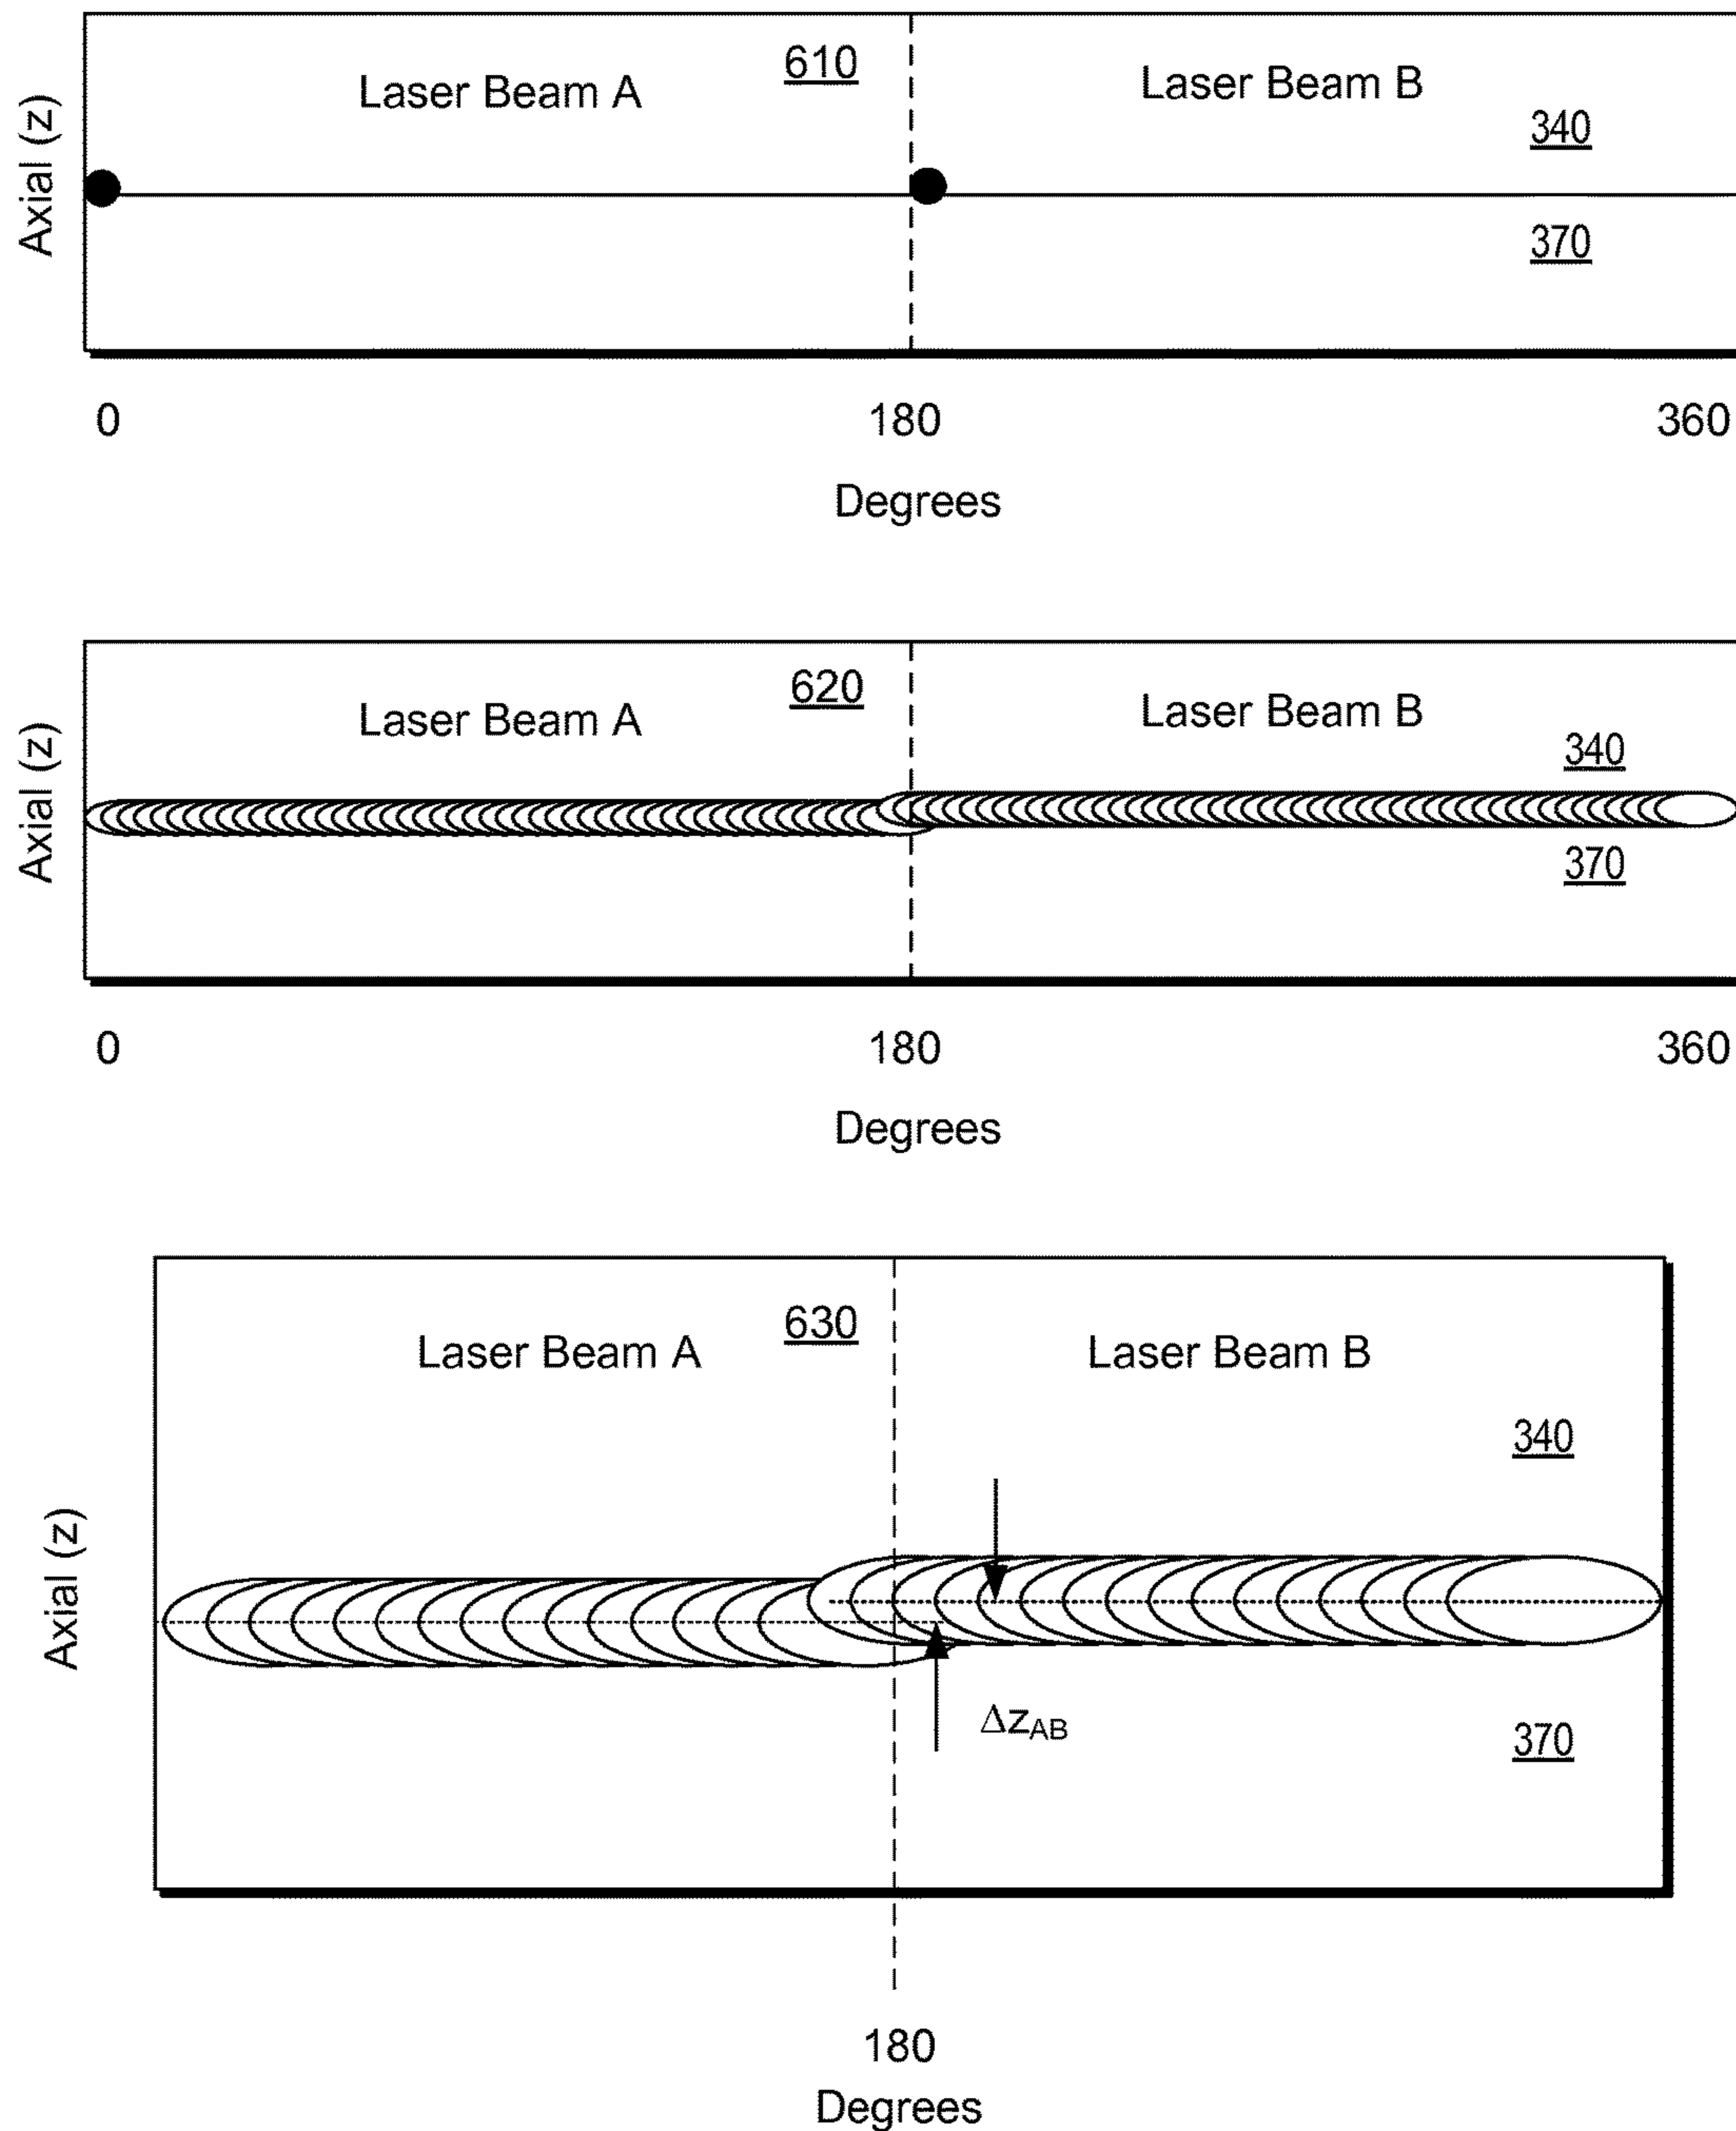 Laser Beam A
610
Laser Beam B
340
370
Axial (z)
0
180
360
Degrees
Laser Beam A
620
Laser Beam B
340
370
Axial (z)
0
180
360
Degrees
Laser Beam A
630
Laser Beam B
340
Axial (z)
ΔzAB
370
180
Degrees